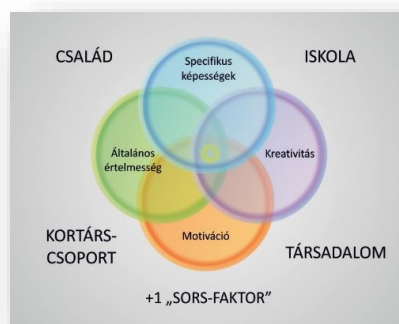 CSALÁD
ISKOLA
Specifikus
képességek
Általános
értelmesség
Kreativitás
Motiváció
KORTÁRS-
CSOPORT
TÁRSADALOM
+1 „SORS-FAKTOR”